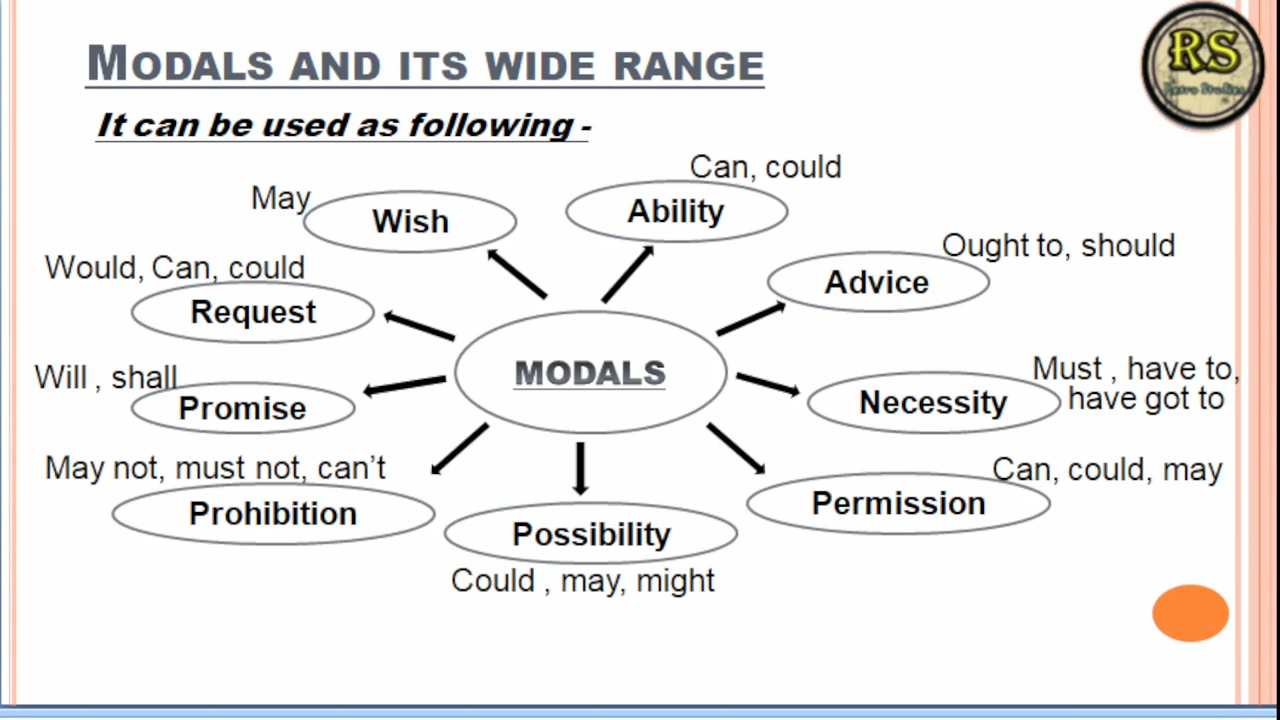 MODALS AND ITS WIDE RANGE
RS
Retro Studies
It can be used as following -
Can, could
Ability
May
Wish
Ought to, should
Advice
Would, Can, could
Request
MODALS
Must , have to,
have got to
Necessity
Will , shall
Promise
Can, could, may
Permission
May not, must not, can’t
Prohibition
Possibility
Could , may, might